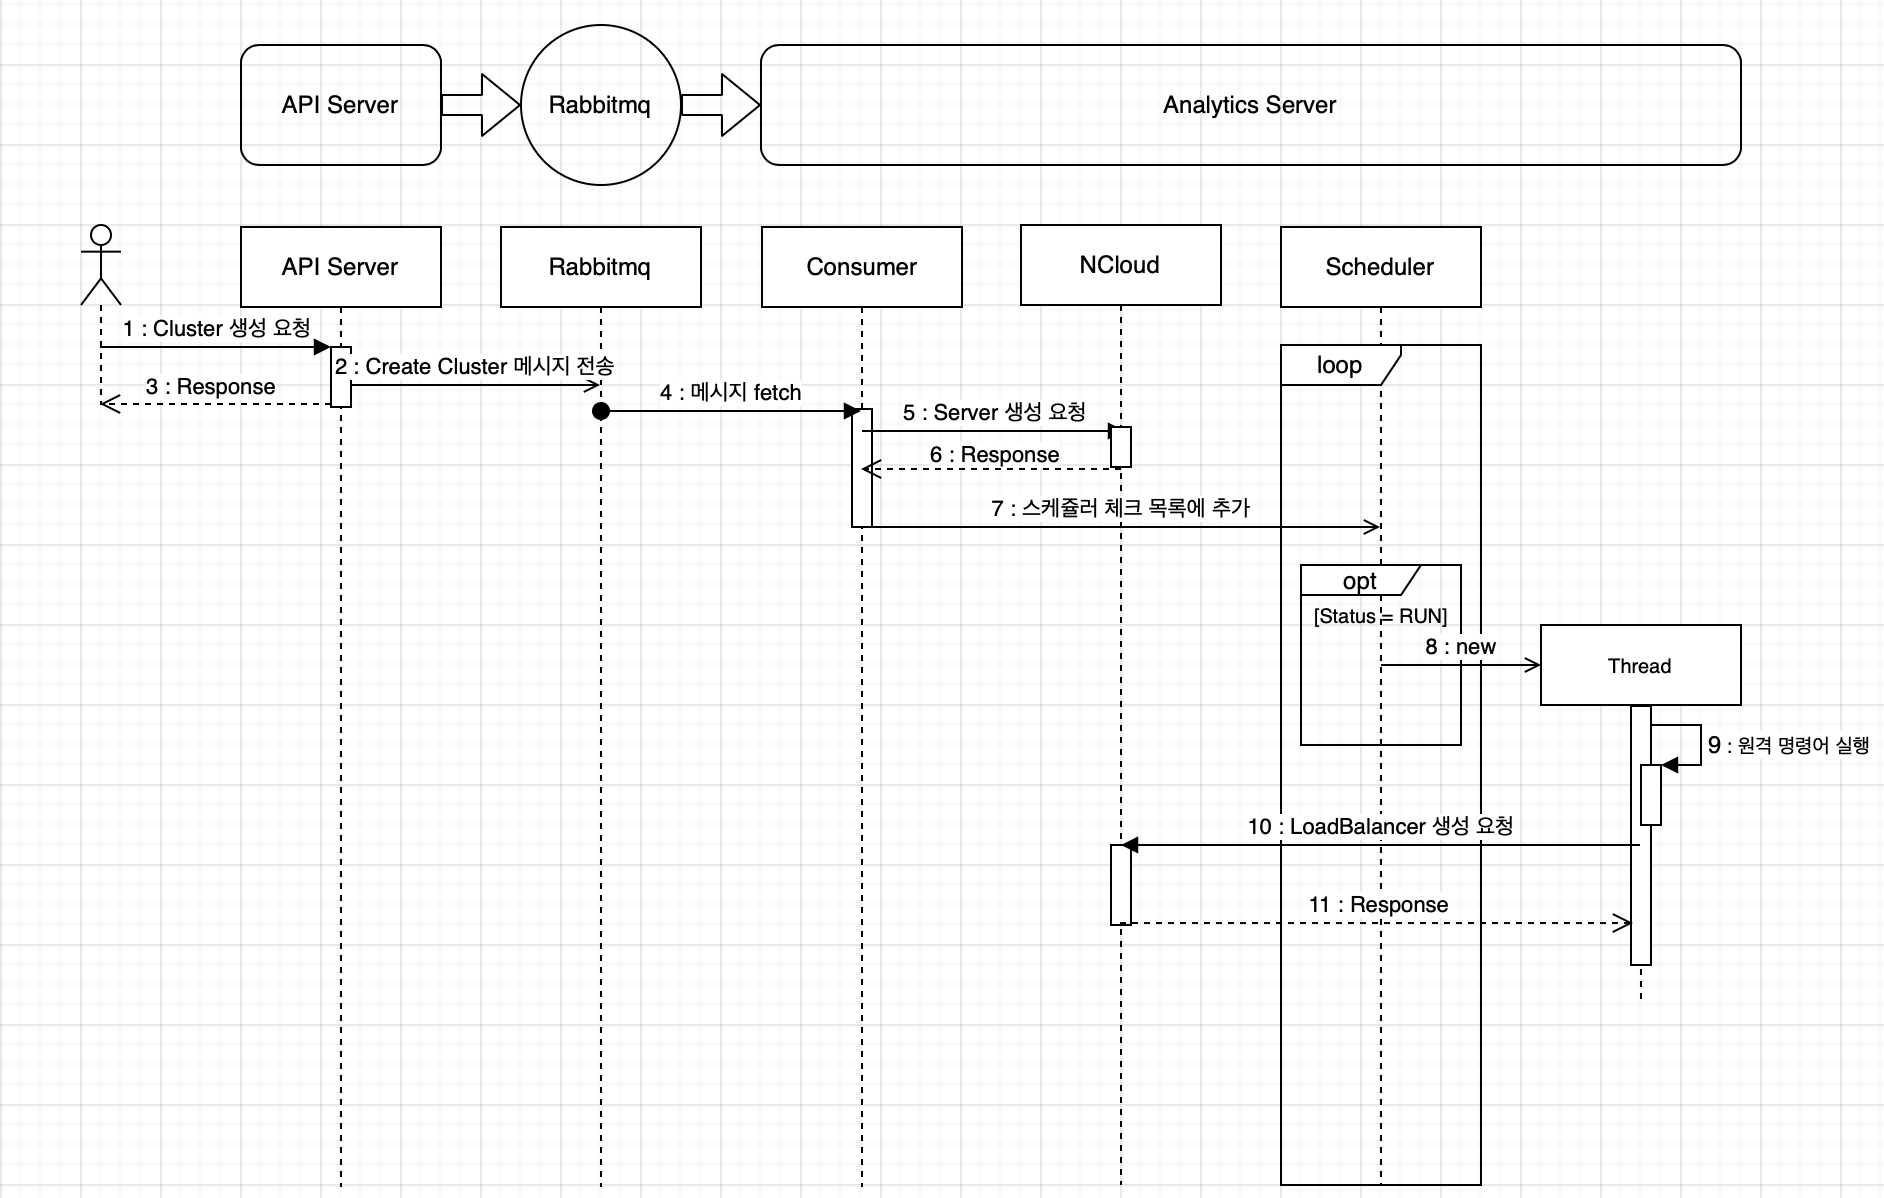 API Server
Rabbitmq
Analytics Server
API Server
Rabbitmq
Consumer
NCloud
Scheduler
1 : Cluster 생성 요청
loop
2 : Create Cluster 메시지 전송
3 : Response
4 : 메시지 fetch
5 : Server 생성 요청
6 : Response
7 : 스케쥴러 체크 목록에 추가
opt
[Status = RUN]
8 : new
Thread
9 : 원격 명령어 실행
10 : LoadBalancer 생성 요청
11 : Response